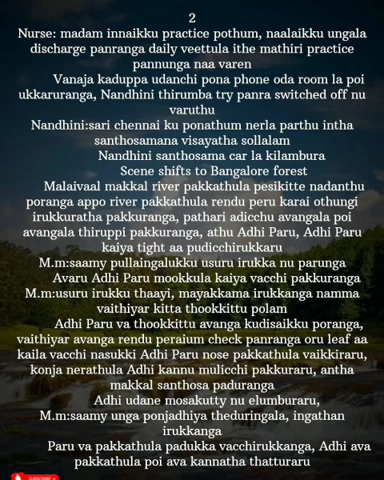 2
Nurse: madam innaikku practice pothum, naalaikku ungala
discharge panranga daily veettula ithe mathiri practice
pannunga naa varen
Vanaja kaduppa udanchi pona phone oda room la poi
ukkaruranga, Nandhini thirumba try panra switched off nu
varuthu
Nandhini:sari chennai ku ponathum nerla parthu intha
santhosamana visayatha sollalam
Nandhini santhosama car la kilambura
Scene shifts to Bangalore forest
Malaivaal makkal river pakkathula pesikitte nadanthu
poranga appo river pakkathula rendu peru karai othungi
irukkuratha pakkuranga, pathari adicchu avangala poi
avangala thiruppi pakkuranga, athu Adhi Paru, Adhi Paru
kaiya tight aa pudicchirukkaru
M.m:saamy pullaingalukku usuru irukka nu parunga
Avaru Adhi Paru mookkula kaiya vacchi pakkuranga
M.m:usuru irukku thaayi, mayakkama irukkanga namma
vaithiyar kitta thookkittu polam
Adhi Paru va thookkittu avanga kudisaikku poranga,
vaithiyar avanga rendu peraium check panranga oru leaf aa
kaila vacchi nasukki Adhi Paru nose pakkathula vaikkiraru,
konja nerathula Adhi kannu mulicchi pakkuraru, antha
makkal santhosa paduranga
Adhi udane mosakutty nu elumburaru,
M.m:saamy unga ponjadhiya theduringala, ingathan
irukkanga
Paru va pakkathula padukka vacchirukkanga, Adhi ava
pakkathula poi ava kannatha thatturaru
SUBSCRIBE